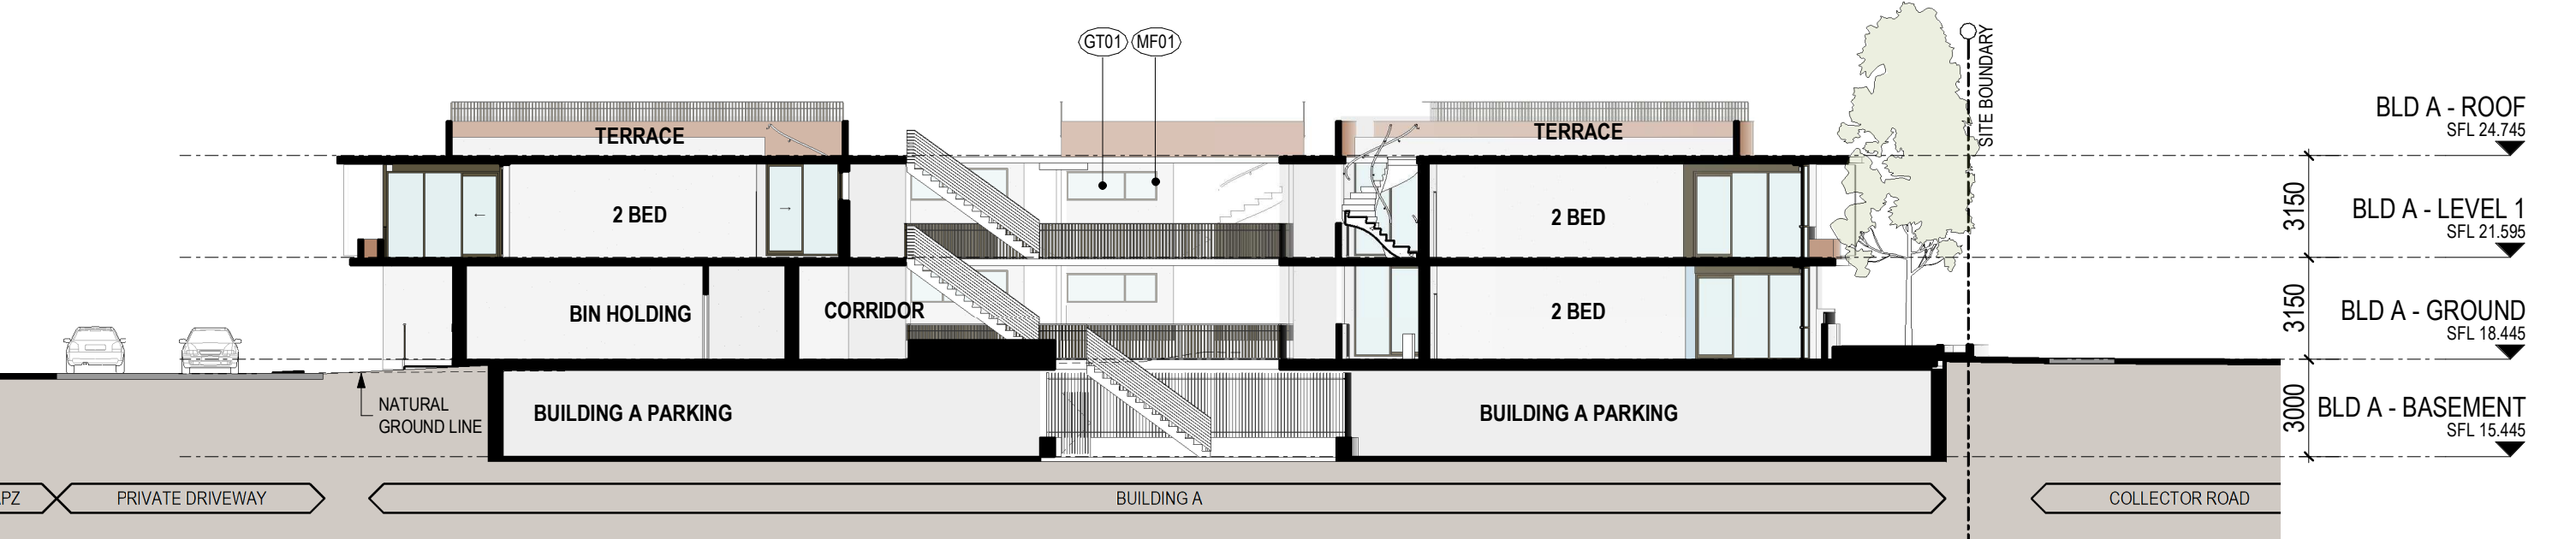 GT01 MF01
SITE BOUNDARY
BLD A - ROOF
SFL 24.745
TERRACE
TERRACE
3150
BLD A - LEVEL 1
SFL 21.595
2 BED
2 BED
3150
BLD A - GROUND
SFL 18.445
BIN HOLDING
CORRIDOR
2 BED
NATURAL
GROUND LINE
BUILDING A PARKING
BUILDING A PARKING
3000
BLD A - BASEMENT
SFL 15.445
PZ
PRIVATE DRIVEWAY
BUILDING A
COLLECTOR ROAD